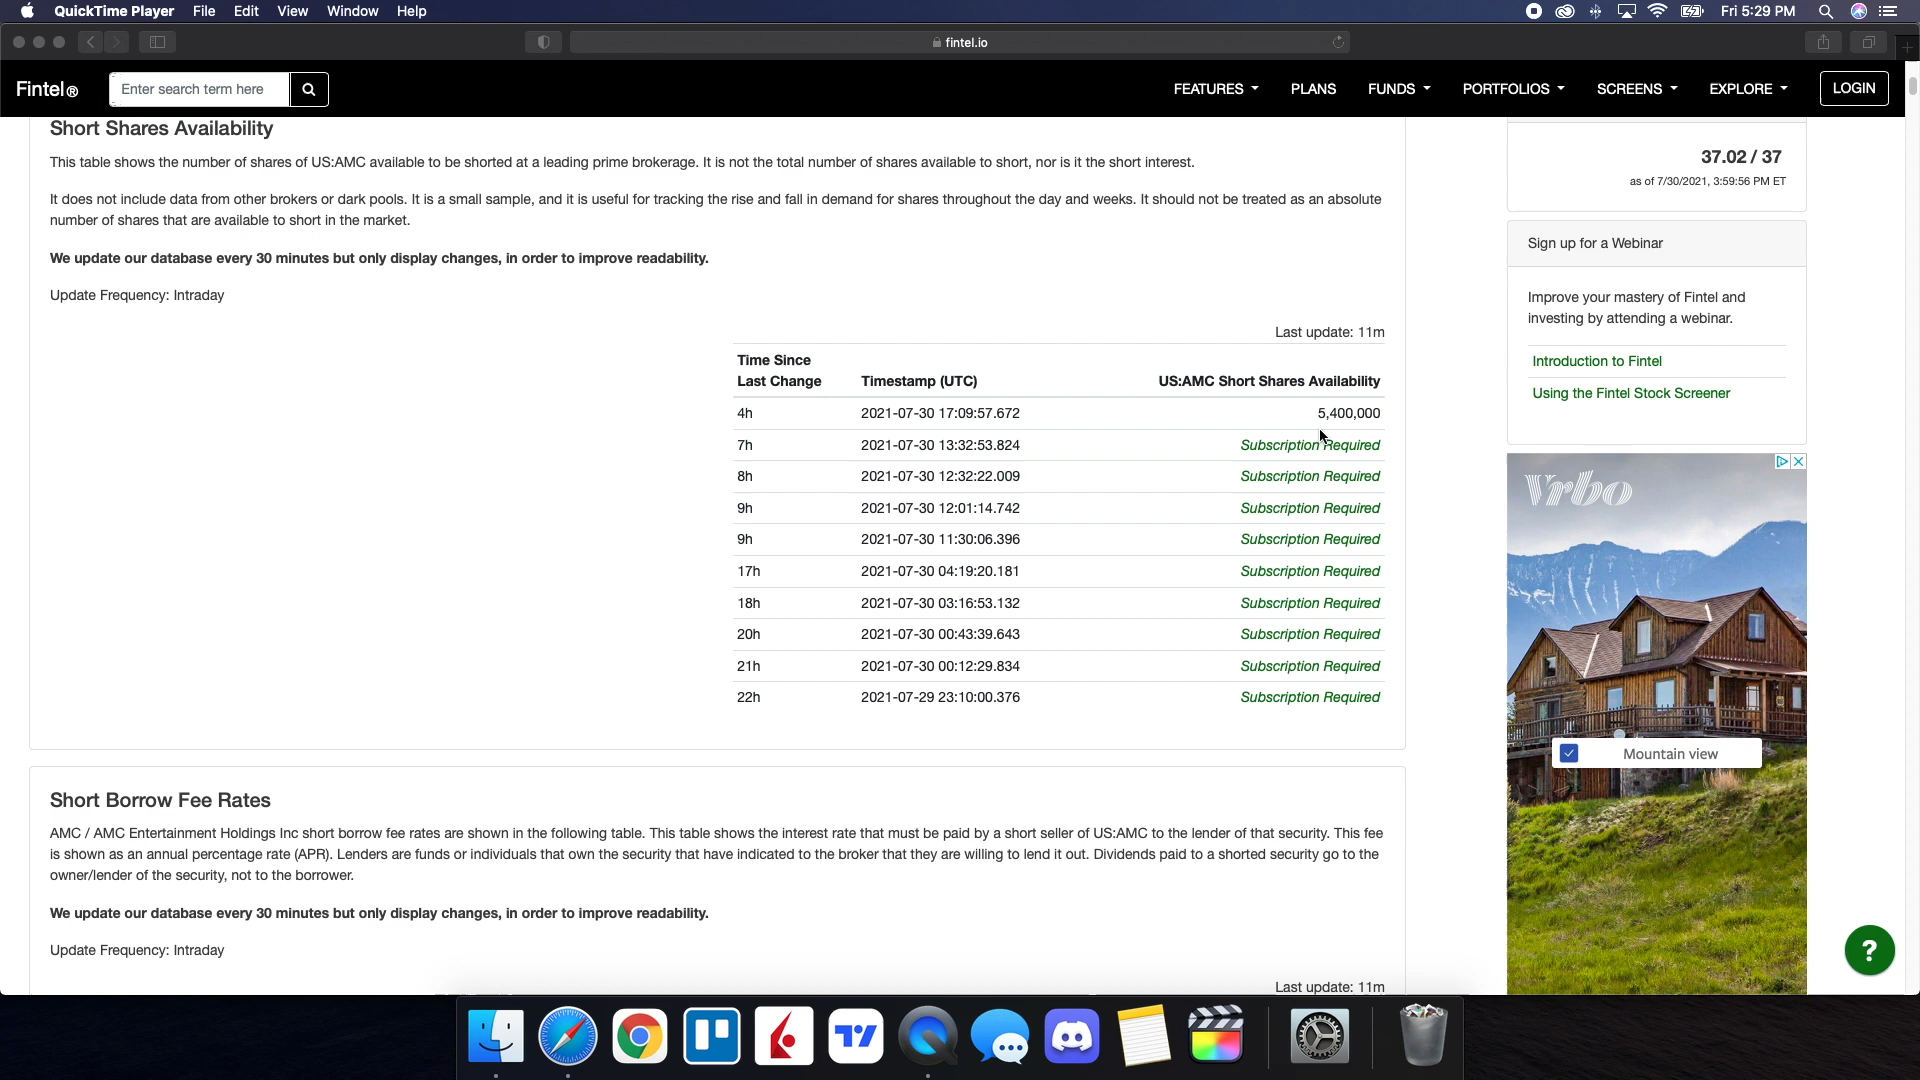 QuickTime Player File Edit View Window Help Fri 5:29 PM
fintel.io
Fintel® Enter search term here FEATURES PLANS FUNDS PORTFOLIOS SCREENS EXPLORE LOGIN
Short Shares Availability
This table shows the number of shares of US:AMC available to be shorted at a leading prime brokerage. It is not the total number of shares available to short, nor is it the short interest.
It does not include data from other brokers or dark pools. It is a small sample, and it is useful for tracking the rise and fall in demand for shares throughout the day and weeks. It should not be treated as an absolute
number of shares that are available to short in the market.
We update our database every 30 minutes but only display changes, in order to improve readability.
Update Frequency: Intraday
Last update: 11m
Time Since
Last Change Timestamp (UTC) US:AMC Short Shares Availability
4h 2021-07-30 17:09:57.672 5,400,000
7h 2021-07-30 13:32:53.824 Subscription Required
8h 2021-07-30 12:32:22.009 Subscription Required
9h 2021-07-30 12:01:14.742 Subscription Required
9h 2021-07-30 11:30:06.396 Subscription Required
17h 2021-07-30 04:19:20.181 Subscription Required
18h 2021-07-30 03:16:53.132 Subscription Required
20h 2021-07-30 00:43:39.643 Subscription Required
21h 2021-07-30 00:12:29.834 Subscription Required
22h 2021-07-29 23:10:00.376 Subscription Required
Short Borrow Fee Rates
AMC / AMC Entertainment Holdings Inc short borrow fee rates are shown in the following table. This table shows the interest rate that must be paid by a short seller of US:AMC to the lender of that security. This fee
is shown as an annual percentage rate (APR). Lenders are funds or individuals that own the security that have indicated to the broker that they are willing to lend it out. Dividends paid to a shorted security go to the
owner/lender of the security, not to the borrower.
We update our database every 30 minutes but only display changes, in order to improve readability.
Update Frequency: Intraday
Last update: 11m
37.02 / 37
as of 7/30/2021, 3:59:56 PM ET
Sign up for a Webinar
Improve your mastery of Fintel and
investing by attending a webinar.
Introduction to Fintel
Using the Fintel Stock Screener
Vrbo
Mountain view
?